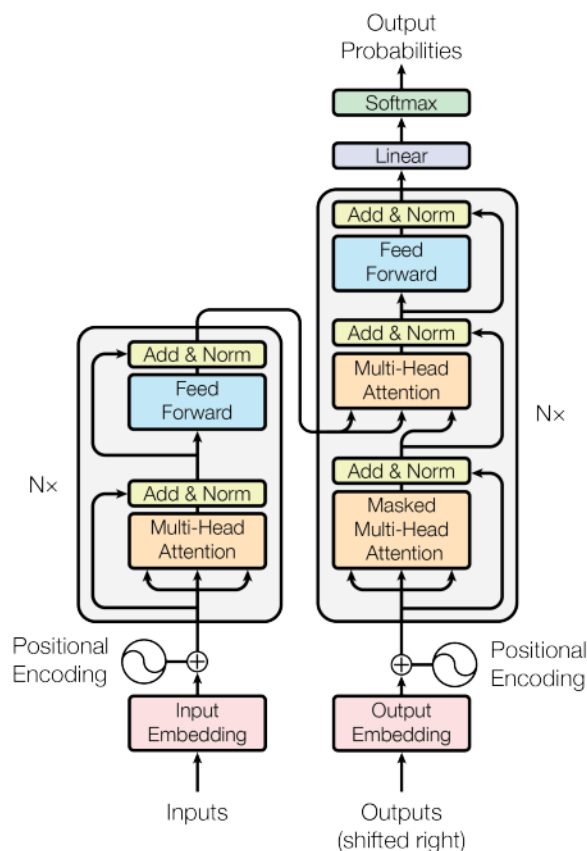 Output
Probabilities
Softmax
Linear
Add & Norm
Feed
Forward
Add & Norm
Multi-Head
Attention
Add & Norm
Masked
Multi-Head
Attention
N×
Add & Norm
Feed
Forward
Add & Norm
Multi-Head
Attention
N×
Positional
Encoding
Positional
Encoding
Input
Embedding
Output
Embedding
Inputs
Outputs
(shifted right)